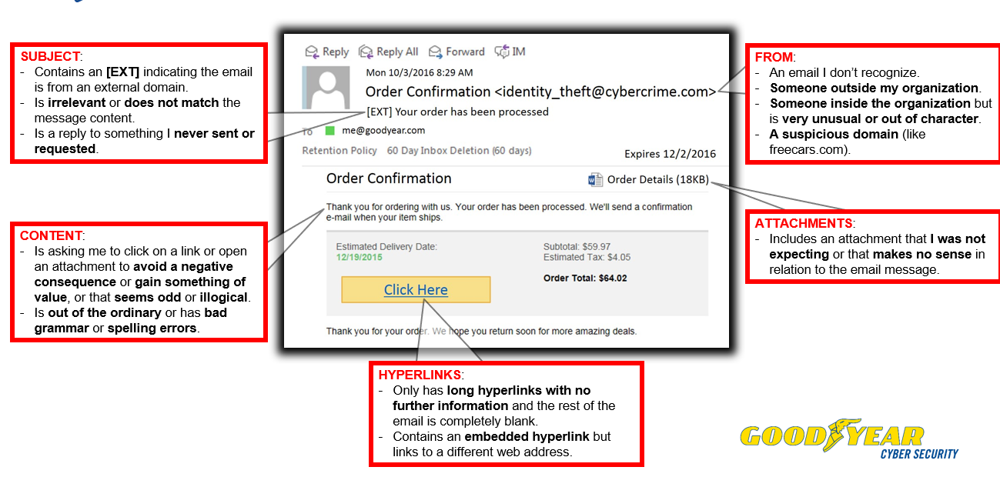 SUBJECT:
- Contains an [EXT] indicating the email
is from an external domain.
- Is irrelevant or does not match the
message content.
- Is a reply to something I never sent or
requested.
CONTENT:
- Is asking me to click on a link or open
an attachment to avoid a negative
consequence or gain something of
value, or that seems odd or illogical.
- Is out of the ordinary or has bad
grammar or spelling errors.
Reply Reply All Forward IM
Mon 10/3/2016 8:29 AM
Order Confirmation <identity_theft@cybercrime.com>
[EXT] Your order has been processed
To me@goodyear.com
Retention Policy 60 Day Inbox Deletion (60 days)
Expires 12/2/2016
Order Confirmation
Order Details (18KB)
Thank you for ordering with us. Your order has been processed. We'll send a confirmation
e-mail when your item ships.
Estimated Delivery Date:
12/19/2015
Subtotal: $59.97
Estimated Tax: $4.05
Order Total: $64.02
Click Here
Thank you for your order. We hope you return soon for more amazing deals.
FROM:
- An email I don't recognize.
- Someone outside my organization.
- Someone inside the organization but
is very unusual or out of character.
- A suspicious domain (like
freecars.com).
ATTACHMENTS:
- Includes an attachment that I was not
expecting or that makes no sense in
relation to the email message.
HYPERLINKS:
- Only has long hyperlinks with no
further information and the rest of the
email is completely blank.
- Contains an embedded hyperlink but
links to a different web address.
GOODYEAR
CYBER SECURITY